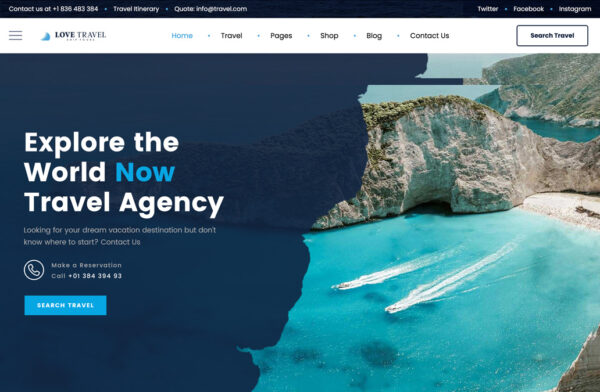 Contact us at +1 836 483 384 • Travel Itinerary • Quote: info@travel.com
Twitter • Facebook • Instagram
LOVE TRAVEL
Home • Travel • Pages • Shop • Blog • Contact Us
Search Travel
Explore the
World Now
Travel Agency
Looking for your dream vacation destination but don't
know where to start? Contact Us
Make a Reservation
Call +01 384 394 93
SEARCH TRAVEL